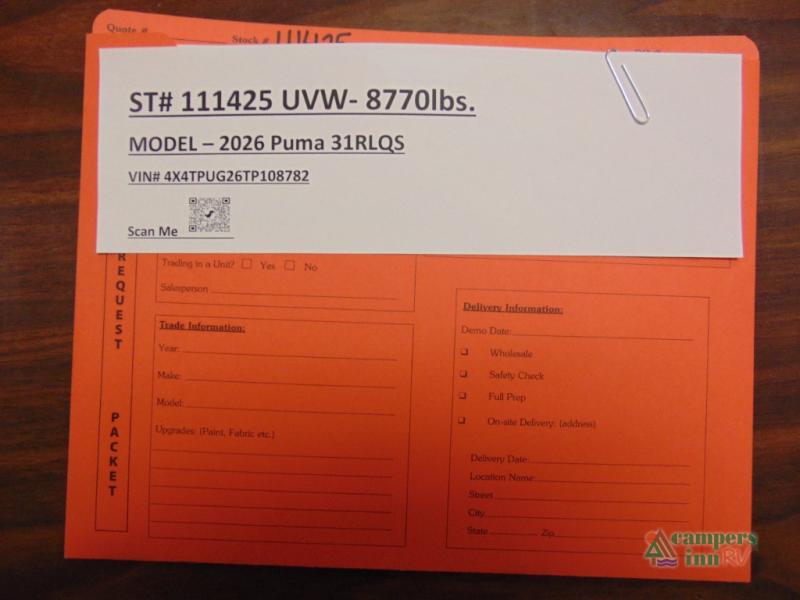 Quote #
Stock # 111425
ST# 111425 UVW- 8770lbs.
MODEL – 2026 Puma 31RLQS
VIN# 4X4TPUG26TP108782
Scan Me
REQUEST
PACKET
Trading in a Unit? Yes No
Salesperson
Trade Information:
Year:
Make:
Model:
Upgrades: (Paint, Fabric etc.)
Delivery Information:
Demo Date:
Wholesale
Safety Check
Full Prep
On-site Delivery: (address)
Delivery Date:
Location Name:
Street
City
State Zip
campers
inn RV